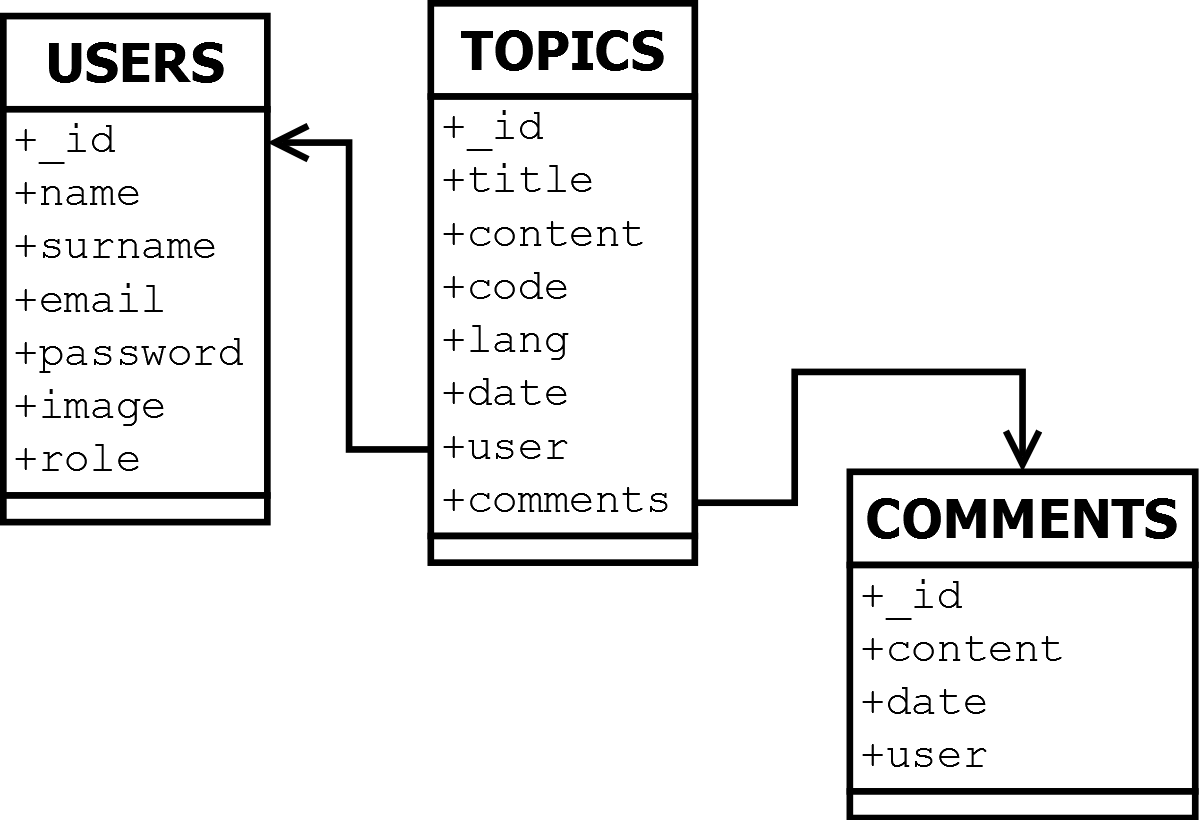 USERS
+_id
+name
+surname
+email
+password
+image
+role
TOPICS
+_id
+title
+content
+code
+lang
+date
+user
+comments
COMMENTS
+_id
+content
+date
+user